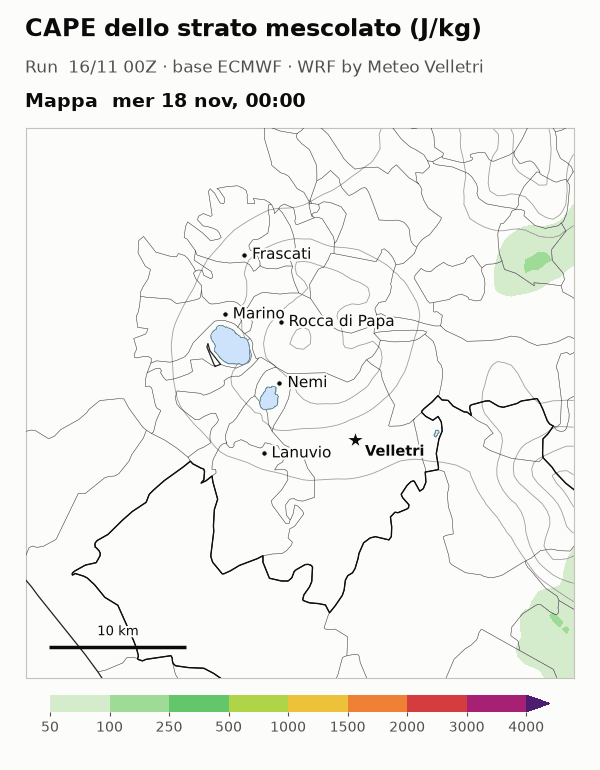 CAPE dello strato mescolato (J/kg)
Run  16/11 00Z · base ECMWF · WRF by Meteo Velletri
Mappa  mer 18 nov, 00:00
Frascati
Marino
Rocca di Papa
Nemi
Velletri
Lanuvio
10 km
50 100 250 500 1000 1500 2000 3000 4000